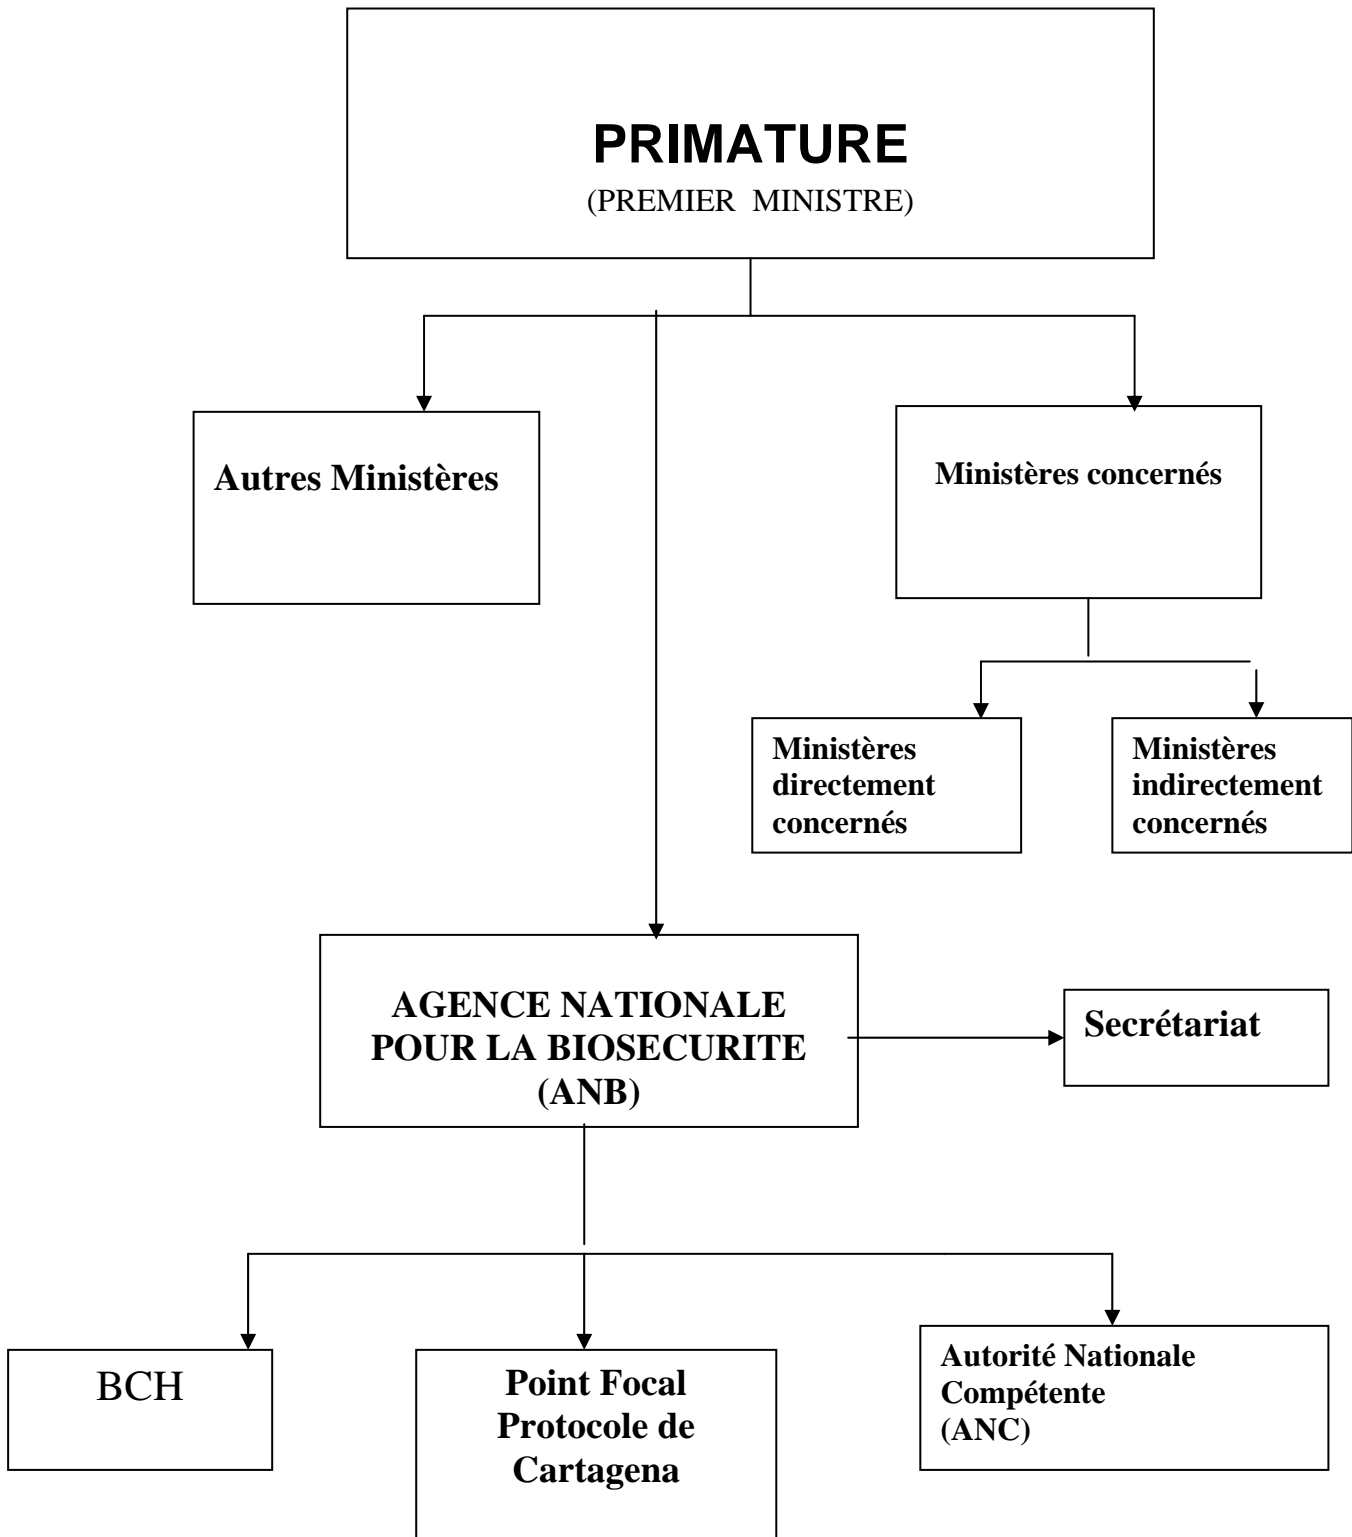 PRIMATURE
(PREMIER MINISTRE)
Autres Ministères
Ministères concernés
Ministères
directement
concernés
Ministères
indirectement
concernés
AGENCE NATIONALE
POUR LA BIOSECURITE
(ANB)
Secrétariat
BCH
Point Focal
Protocole de
Cartagena
Autorité Nationale
Compétente
(ANC)